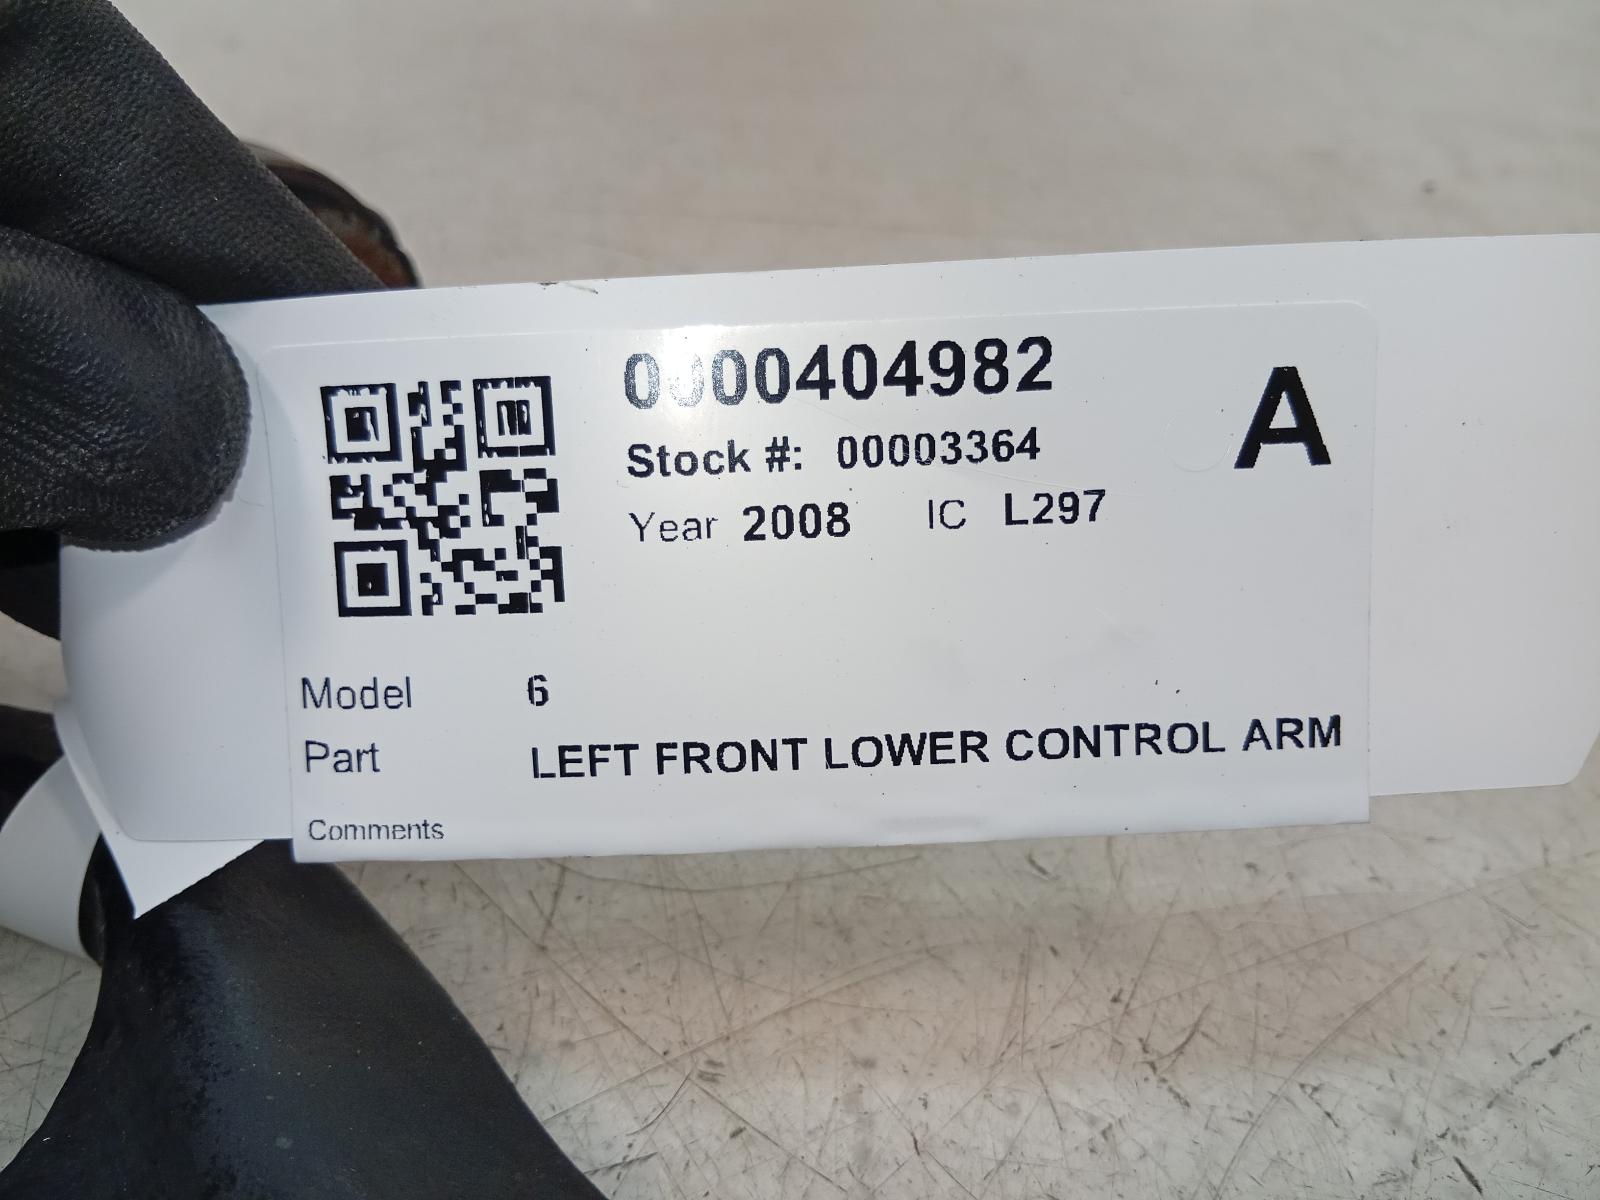 0000404982
A
Stock #: 00003364
Year 2008 IC L297
Model 6
Part LEFT FRONT LOWER CONTROL ARM
Comments